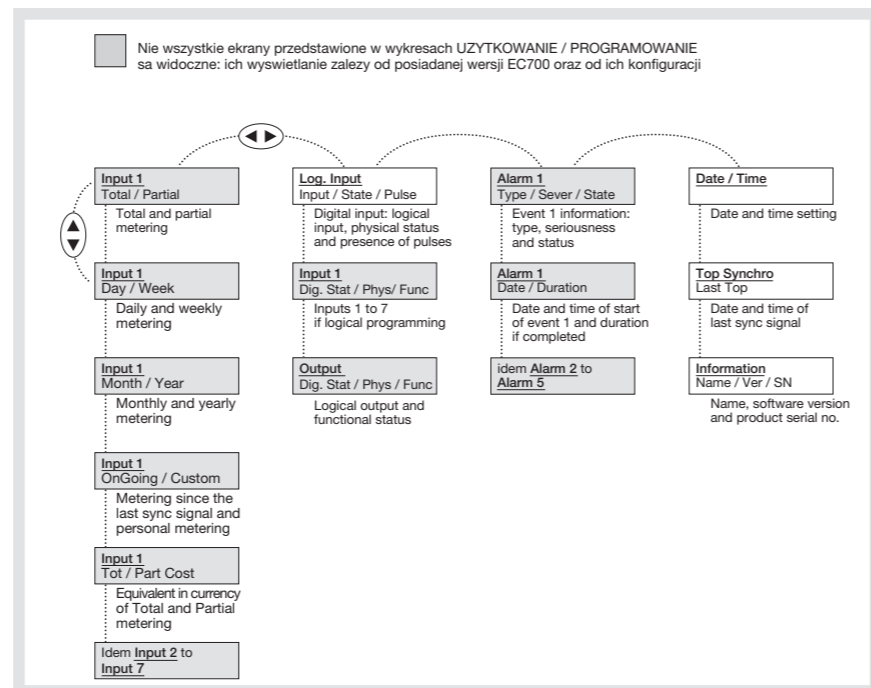 Nie wszystkie ekrany przedstawione w wykresach UZYTKOWANIE / PROGRAMOWANIE
sa widoczne: ich wyswietlanie zalezy od posiadanej wersji EC700 oraz od ich konfiguracji
Input 1
Total / Partial
Total and partial
metering
Input 1
Day / Week
Daily and weekly
metering
Input 1
Month / Year
Monthly and yearly
metering
Input 1
OnGoing / Custom
Metering since the
last sync signal and
personal metering
Input 1
Tot / Part Cost
Equivalent in currency
of Total and Partial
metering
Idem Input 2 to
Input 7
Log. Input
Input / State / Pulse
Digital input: logical
input, physical status
and presence of pulses
Input 1
Dig. Stat / Phys/ Func
Inputs 1 to 7
if logical programming
Output
Dig. Stat / Phys / Func
Logical output and
functional status
Alarm 1
Type / Sever / State
Event 1 information:
type, seriousness
and status
Alarm 1
Date / Duration
Date and time of start
of event 1 and duration
if completed
idem Alarm 2 to
Alarm 5
Date / Time
Date and time setting
Top Synchro
Last Top
Date and time of
last sync signal
Information
Name / Ver / SN
Name, software version
and product serial no.